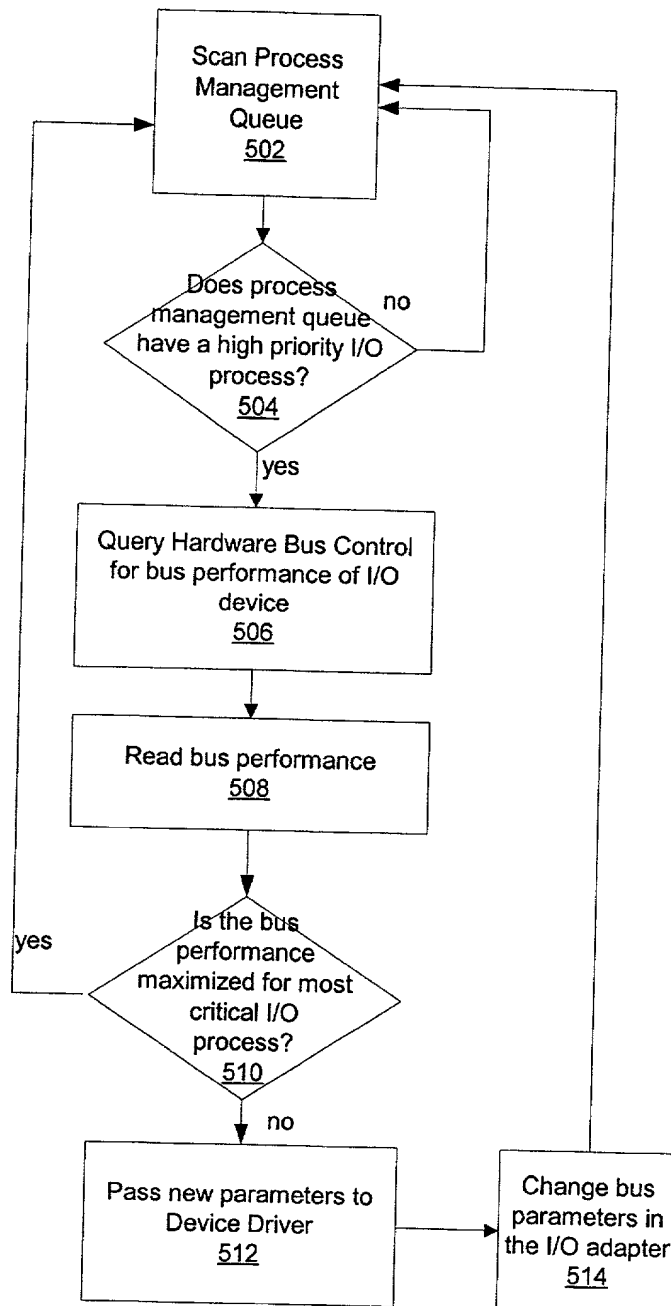 Scan Process
Management
Queue
502
Does process
management queue
have a high priority I/O
process?
504
no
yes
Query Hardware Bus Control
for bus performance of I/O
device
506
Read bus performance
508
Is the bus
performance
maximized for most
critical I/O
process?
510
yes
no
Pass new parameters to
Device Driver
512
Change bus
parameters in
the I/O adapter
514